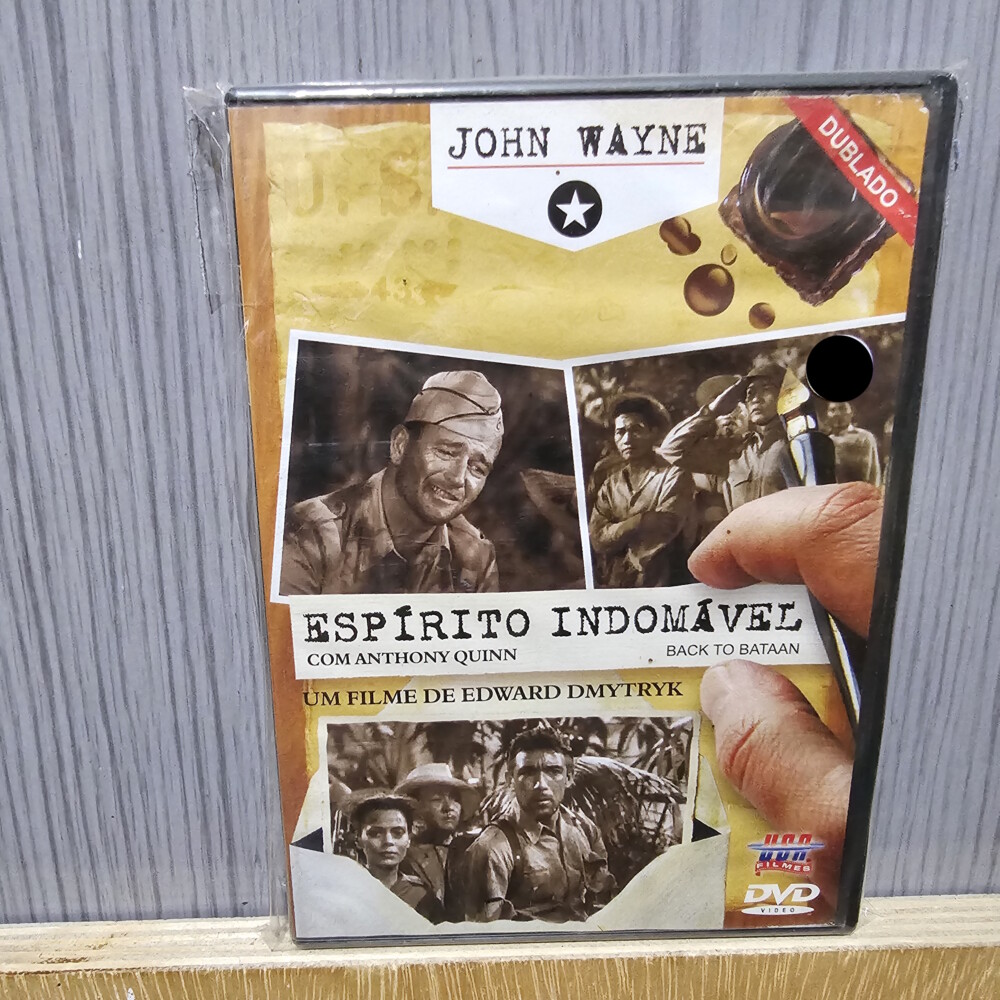 JOHN WAYNE
DUBLADO
ESPÍRITO INDOMÁVEL
COM ANTHONY QUINN
BACK TO BATAAN
UM FILME DE EDWARD DMYTRYK
USA
FILMES
DVD
VIDEO